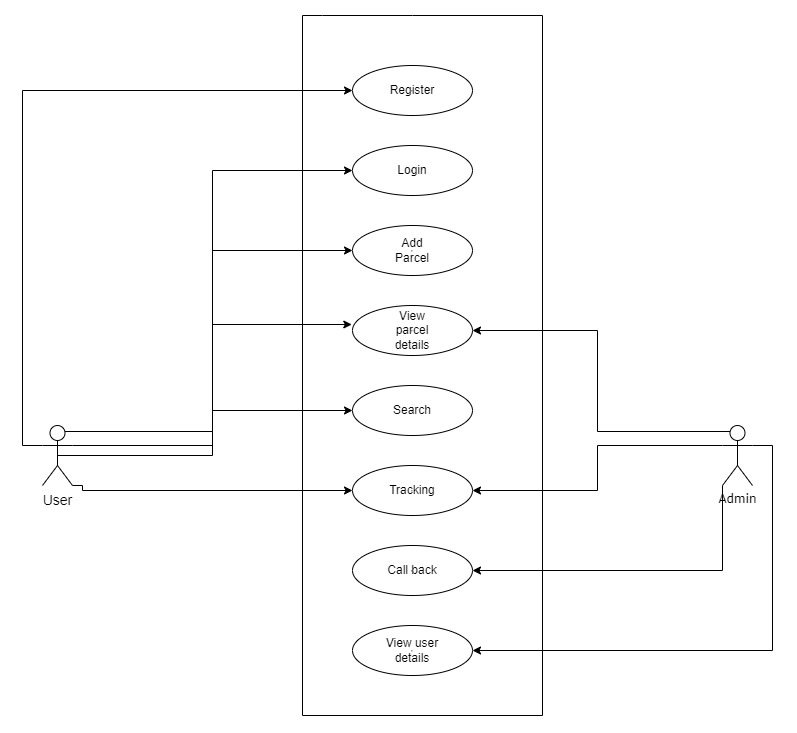 Register
Login
Add
Parcel
View
parcel
details
Search
User
Tracking
Admin
Call back
View user
details